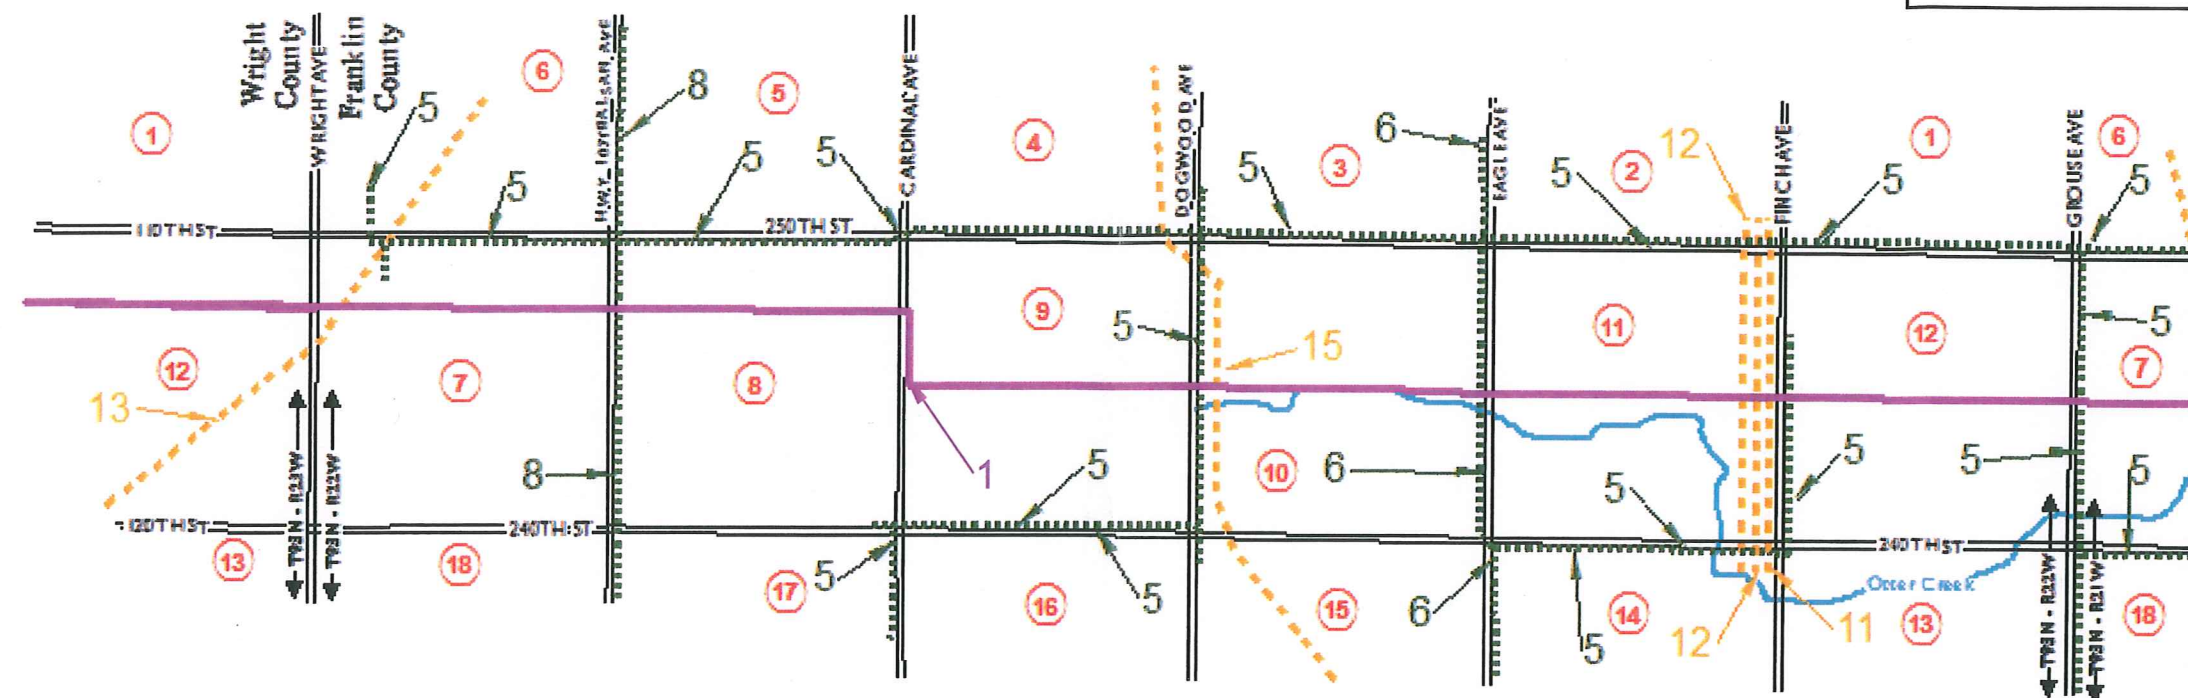 Wright
County
WRIGHT AVE
Franklin
County
CARDINAL AVE
DOGWOOD AVE
EAGLE AVE
FINCH AVE
GROUSE AVE
6
5
4
3
2
1
6
1
5
8
5
5
5
6
5
12
5
5
5
110TH ST
250TH ST
9
11
12
7
5
5
15
12
7
8
13
8
1
5
10
6
5
5
5
5
T93N - R23W
T93N - R22W
120TH ST
240TH ST
240TH ST
13
18
17
5
16
5
15
6
14
5
12
11
13
Otter Creek
T93N - R22W
T93N - R21W
18